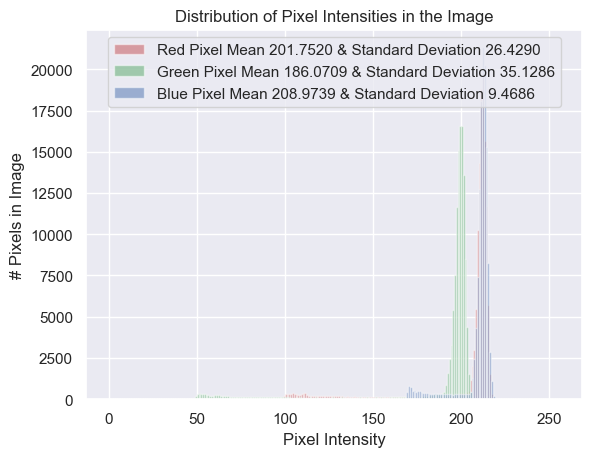 Distribution of Pixel Intensities in the Image
Red Pixel Mean 201.7520 & Standard Deviation 26.4290
Green Pixel Mean 186.0709 & Standard Deviation 35.1286
Blue Pixel Mean 208.9739 & Standard Deviation 9.4686
# Pixels in Image
20000
17500
15000
12500
10000
7500
5000
2500
0
0 50 100 150 200 250
Pixel Intensity